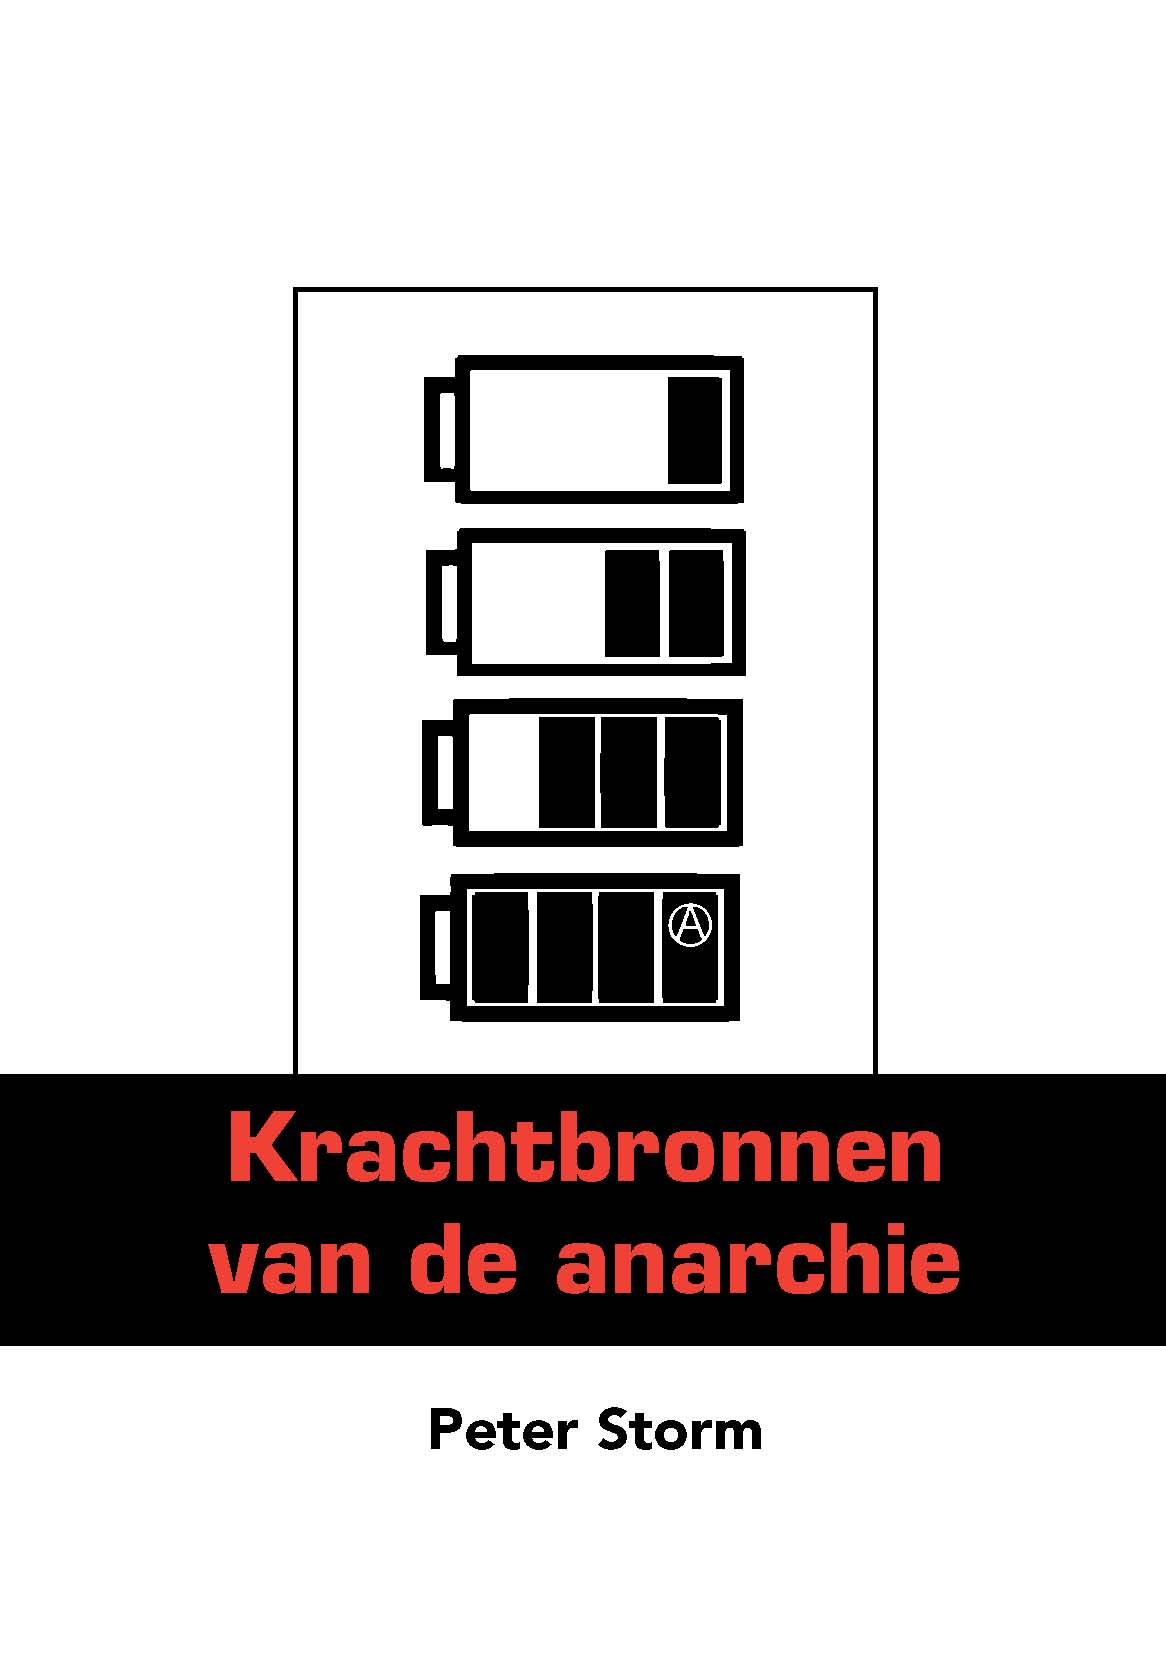 Ⓐ
Krachtbronnen
van de anarchie
Peter Storm